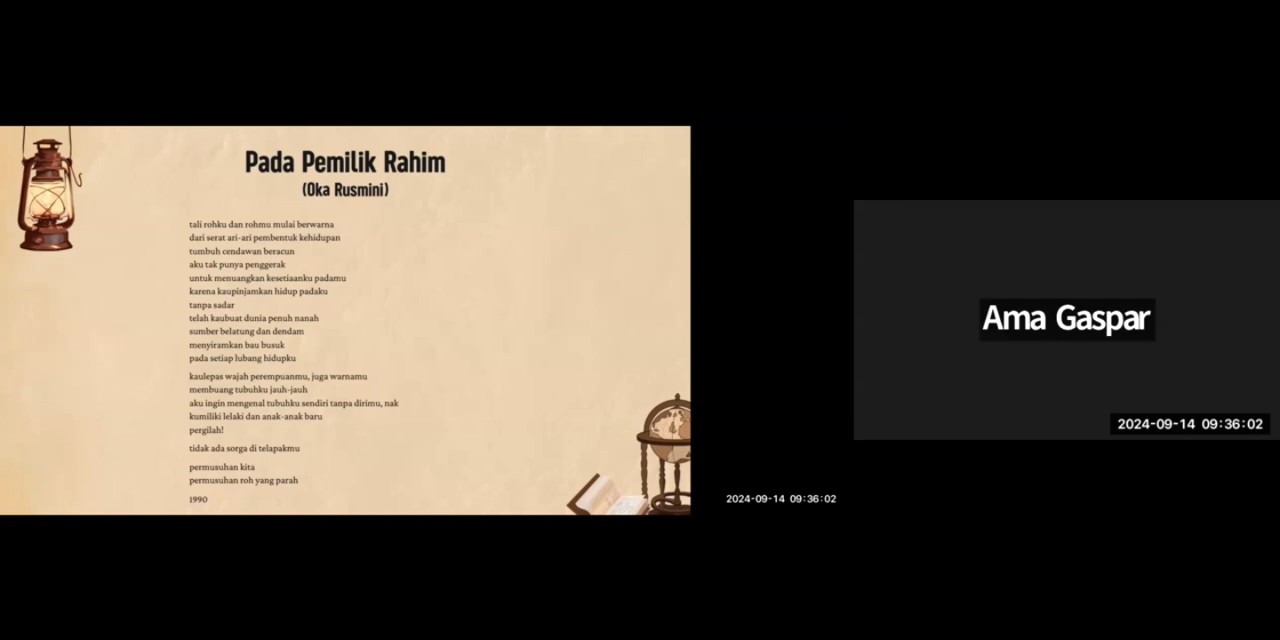 Pada Pemilik Rahim
(Oka Rusmini)
tali rohku dan rohmu mulai berwarna
dari serat ari-ari pembentuk kehidupan
tumbuh cendawan beracun
aku tak punya penggerak
untuk menuangkan kesetiaanku padamu
karena kaupinjamkan hidup padaku
tanpa sadar
telah kaubuat dunia penuh nanah
sumber belatung dan dendam
menyiramkan bau busuk
pada setiap lubang hidupku
kaulepas wajah perempuanmu, juga warnamu
membuang tubuhku jauh-jauh
aku ingin mengenal tubuhku sendiri tanpa dirimu, nak
kumiliki lelaki dan anak-anak baru
pergilah!
tidak ada sorga di telapakmu
permusuhan kita
permusuhan roh yang parah
1990
Ama Gaspar
2024-09-14 09:36:02
2024-09-14 09:36:02